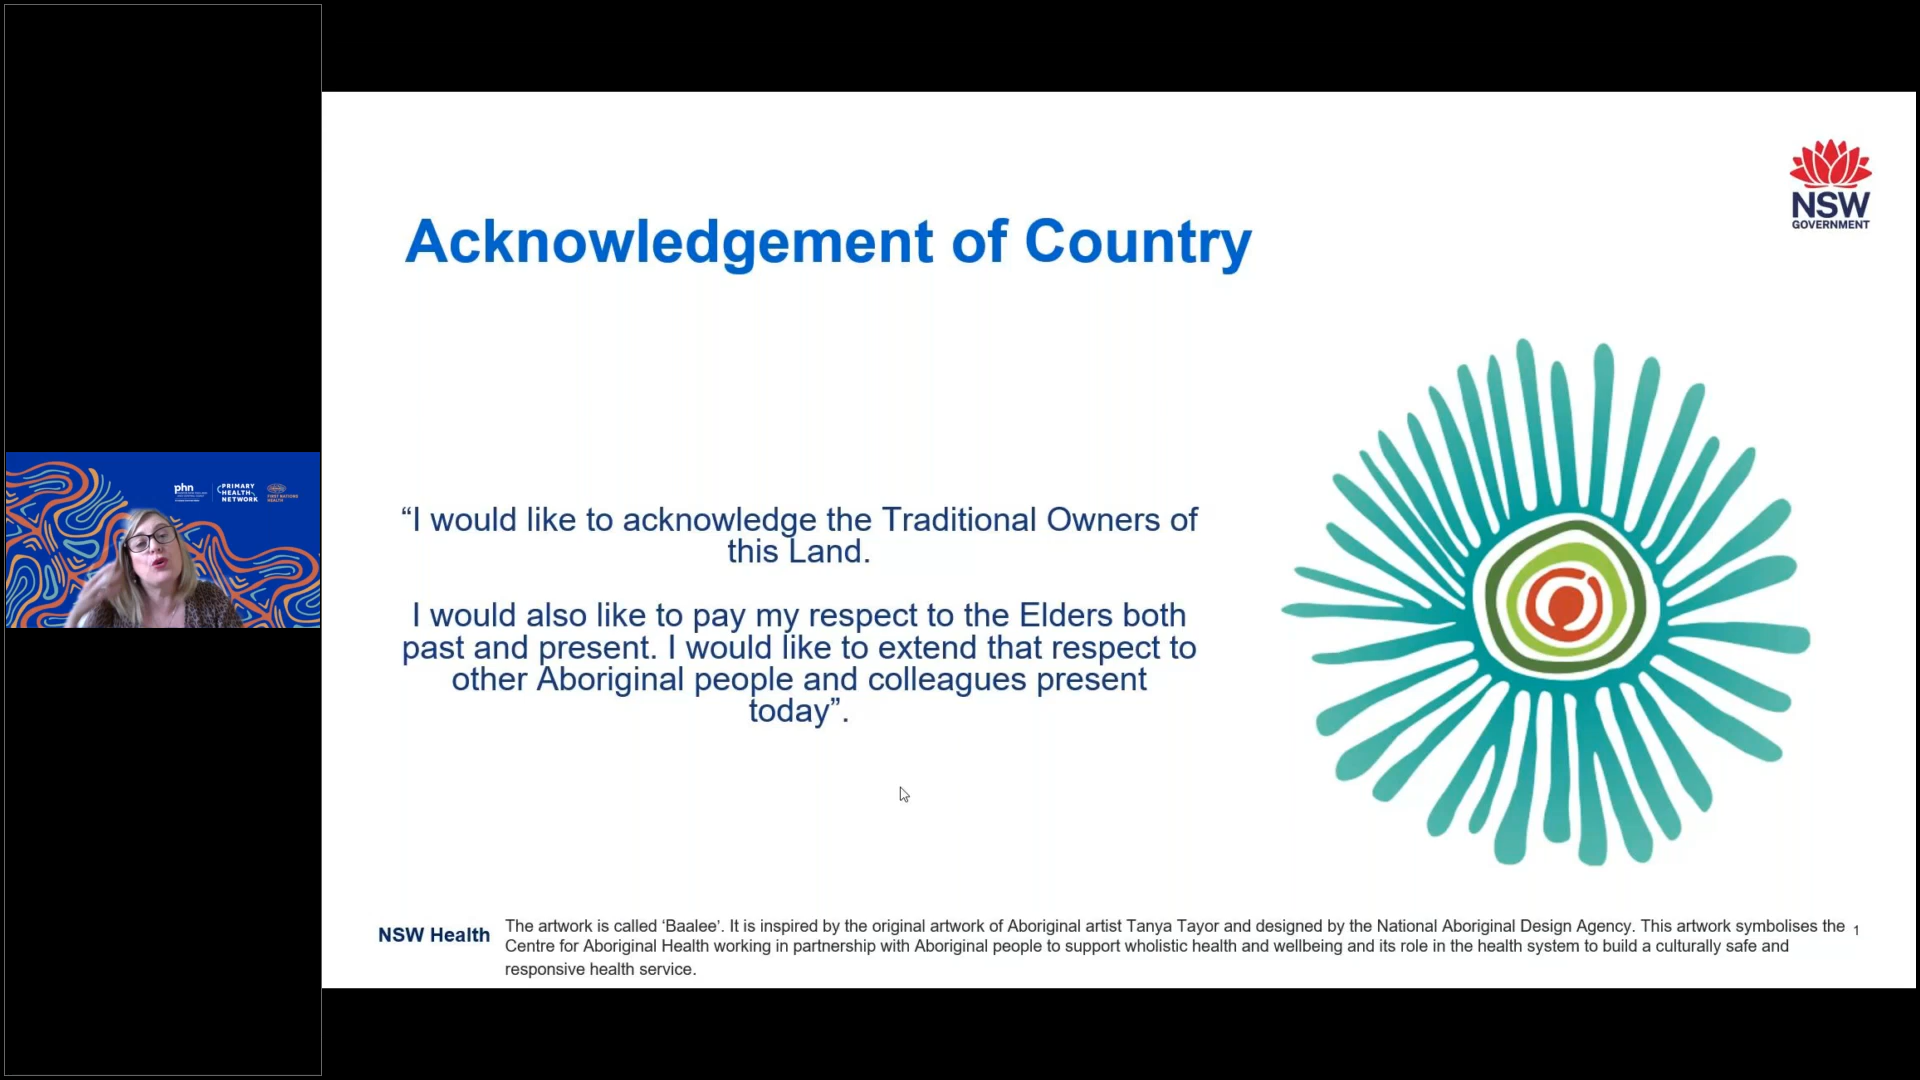 phn
PRIMARY
HEALTH
NETWORK
FIRST NATIONS
HEALTH
NSW
GOVERNMENT
Acknowledgement of Country
“I would like to acknowledge the Traditional Owners of
this Land.
I would also like to pay my respect to the Elders both
past and present. I would like to extend that respect to
other Aboriginal people and colleagues present
today”.
NSW Health
The artwork is called ‘Baalee’. It is inspired by the original artwork of Aboriginal artist Tanya Tayor and designed by the National Aboriginal Design Agency. This artwork symbolises the
Centre for Aboriginal Health working in partnership with Aboriginal people to support wholistic health and wellbeing and its role in the health system to build a culturally safe and
responsive health service.
1